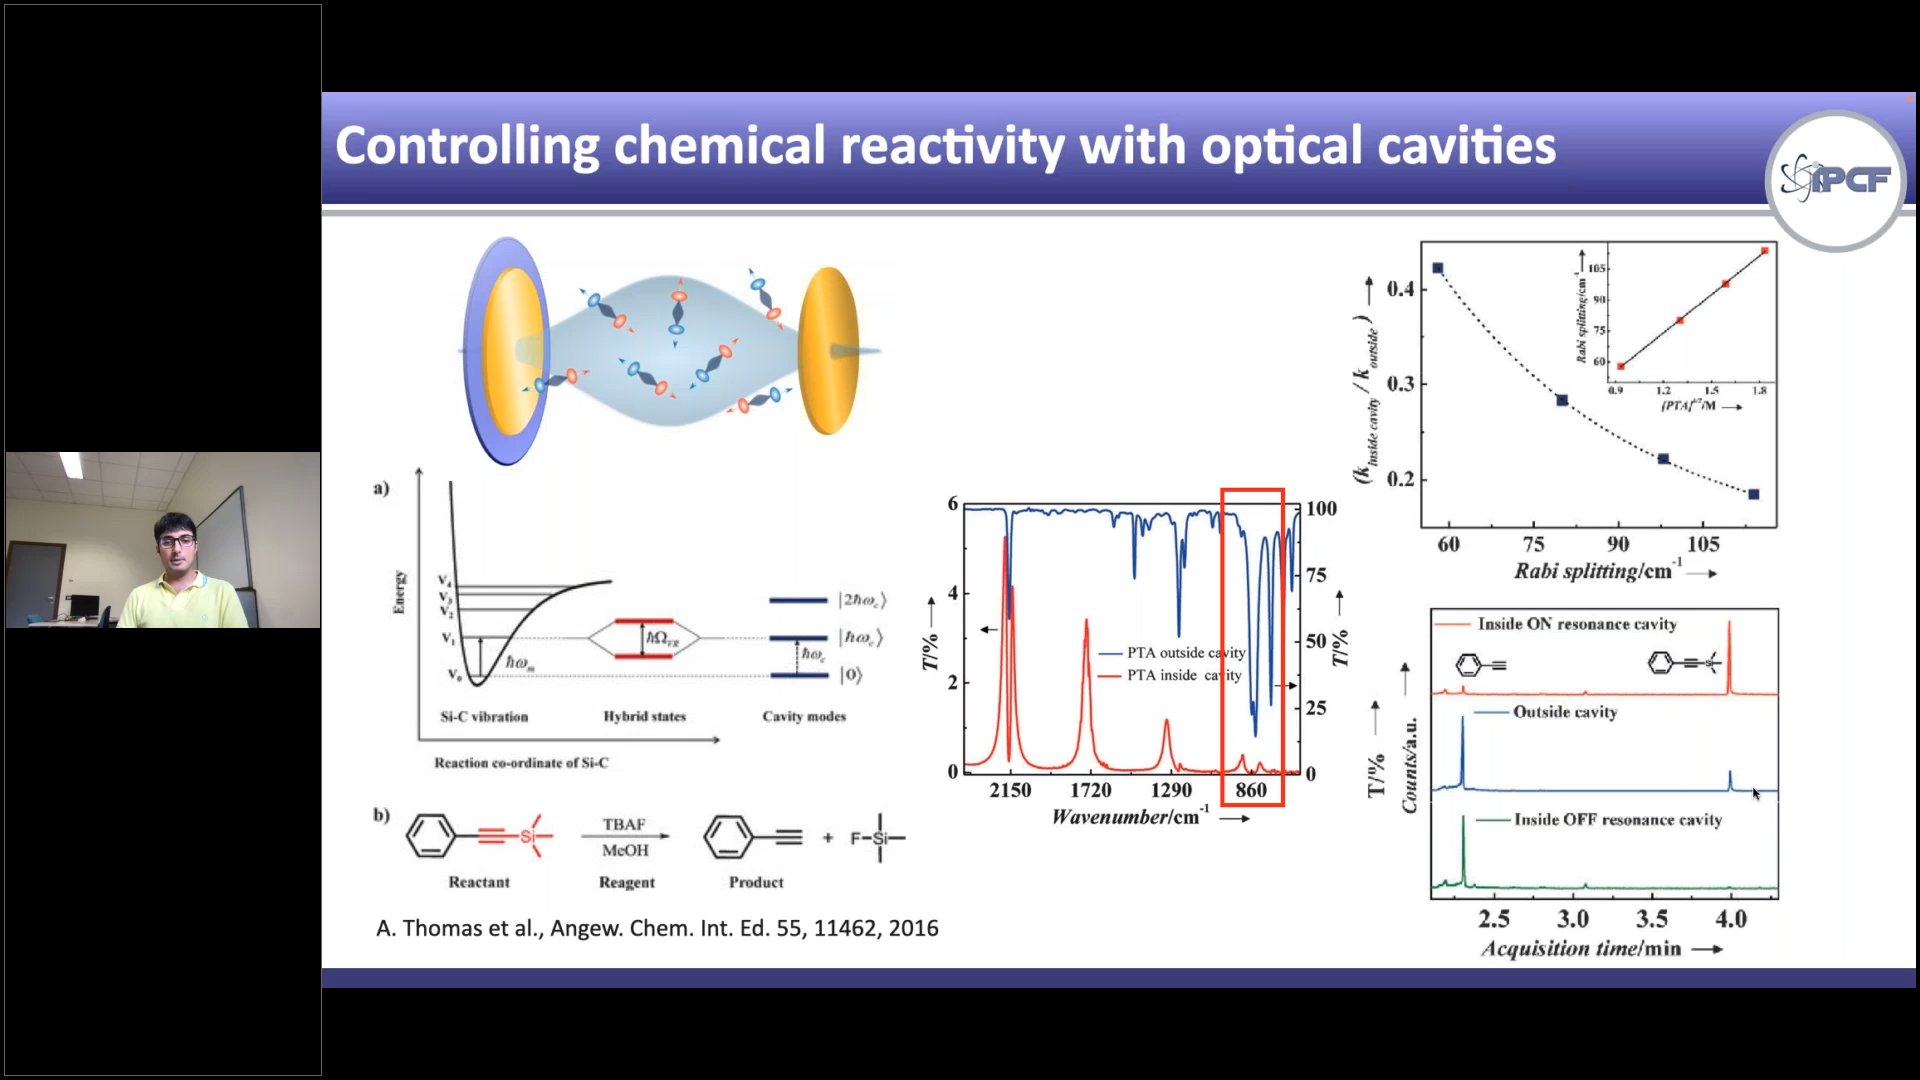 Controlling chemical reactivity with optical cavities
iPCF
a)
Energy
V₄
V₃
V₂
V₁
V₀
ħωₘ
ħΩ_VR
|2ħω_c⟩
|ħω_c⟩
ħω_c
|0⟩
Si-C vibration
Hybrid states
Cavity modes
Reaction co-ordinate of Si-C
b)
Si
TBAF
MeOH
+
F–Si
Reactant
Reagent
Product
A. Thomas et al., Angew. Chem. Int. Ed. 55, 11462, 2016
6
4
2
0
T/%
100
75
50
25
0
T/%
PTA outside cavity
PTA inside cavity
2150
1720
1290
860
Wavenumber/cm⁻¹
(k inside cavity / k outside)
0.4
0.3
0.2
60
75
90
105
Rabi splitting/cm⁻¹
Rabi splitting/cm⁻¹
105
90
75
60
0.9
1.2
1.5
1.8
[PTA]^1/2/M
T/%
Counts/a.u.
Inside ON resonance cavity
Si
Outside cavity
Inside OFF resonance cavity
2.5
3.0
3.5
4.0
Acquisition time/min